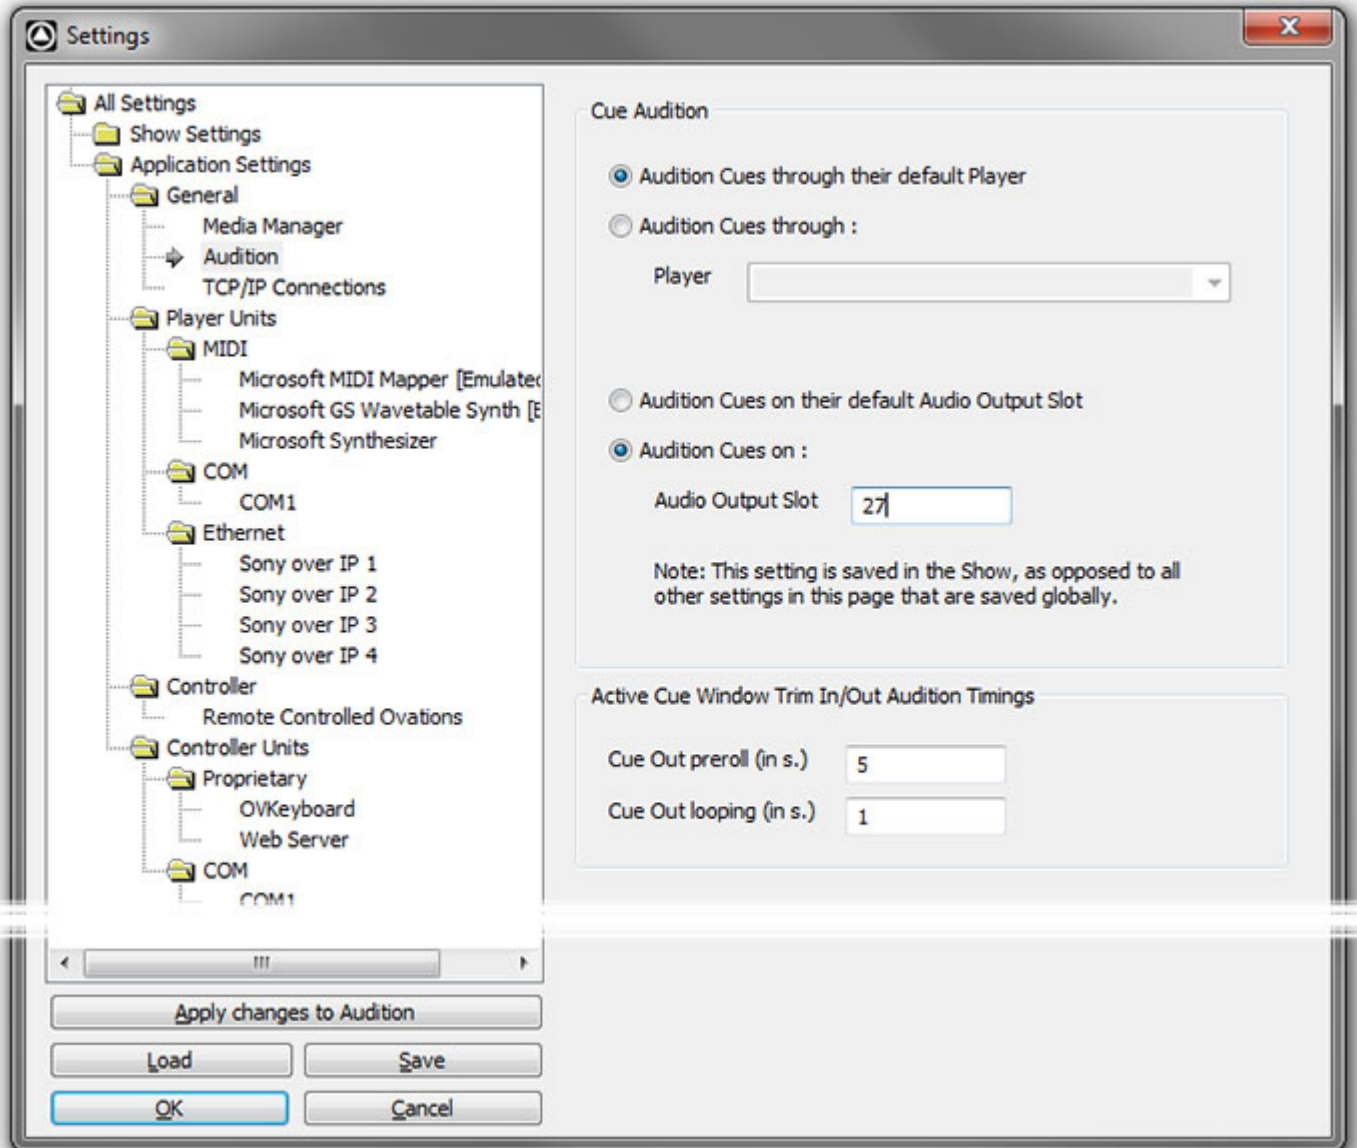 Settings
All Settings
Show Settings
Application Settings
General
Media Manager
Audition
TCP/IP Connections
Player Units
MIDI
Microsoft MIDI Mapper [Emulated
Microsoft GS Wavetable Synth [E
Microsoft Synthesizer
COM
COM1
Ethernet
Sony over IP 1
Sony over IP 2
Sony over IP 3
Sony over IP 4
Controller
Remote Controlled Ovations
Controller Units
Proprietary
OVKeyboard
Web Server
COM
COM1
Apply changes to Audition
Load
Save
OK
Cancel
Cue Audition
Audition Cues through their default Player
Audition Cues through :
Player
Audition Cues on their default Audio Output Slot
Audition Cues on :
Audio Output Slot 27
Note: This setting is saved in the Show, as opposed to all
other settings in this page that are saved globally.
Active Cue Window Trim In/Out Audition Timings
Cue Out preroll (in s.) 5
Cue Out looping (in s.) 1